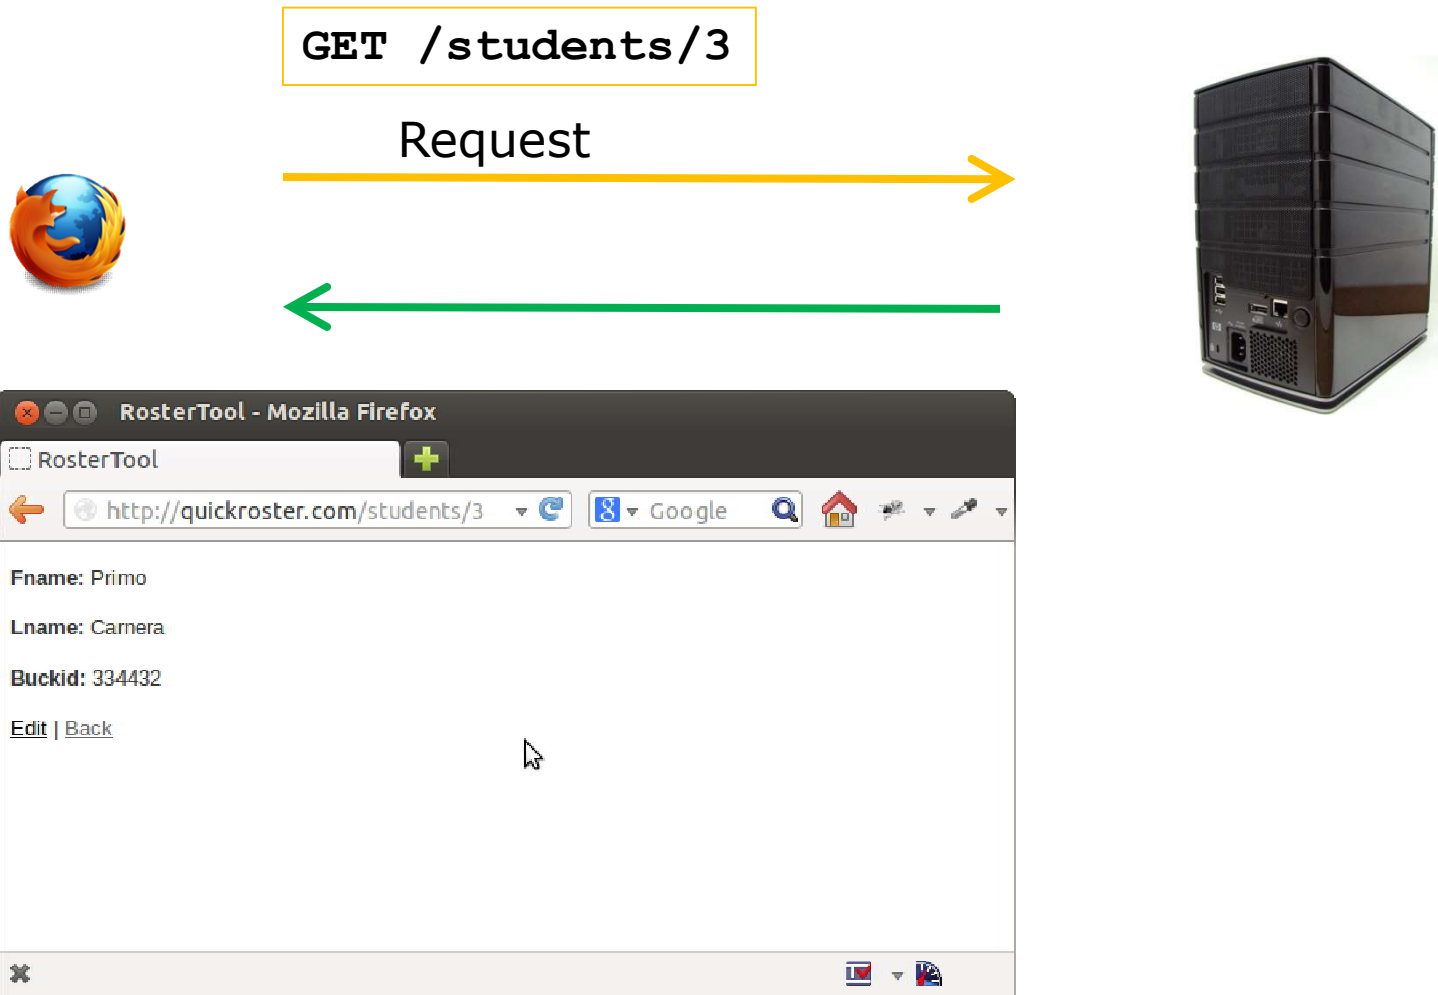 GET /students/3
Request
RosterTool - Mozilla Firefox
RosterTool
http://quickroster.com/students/3
8
Google
Fname: Primo
Lname: Carnera
Buckid: 334432
Edit | Back